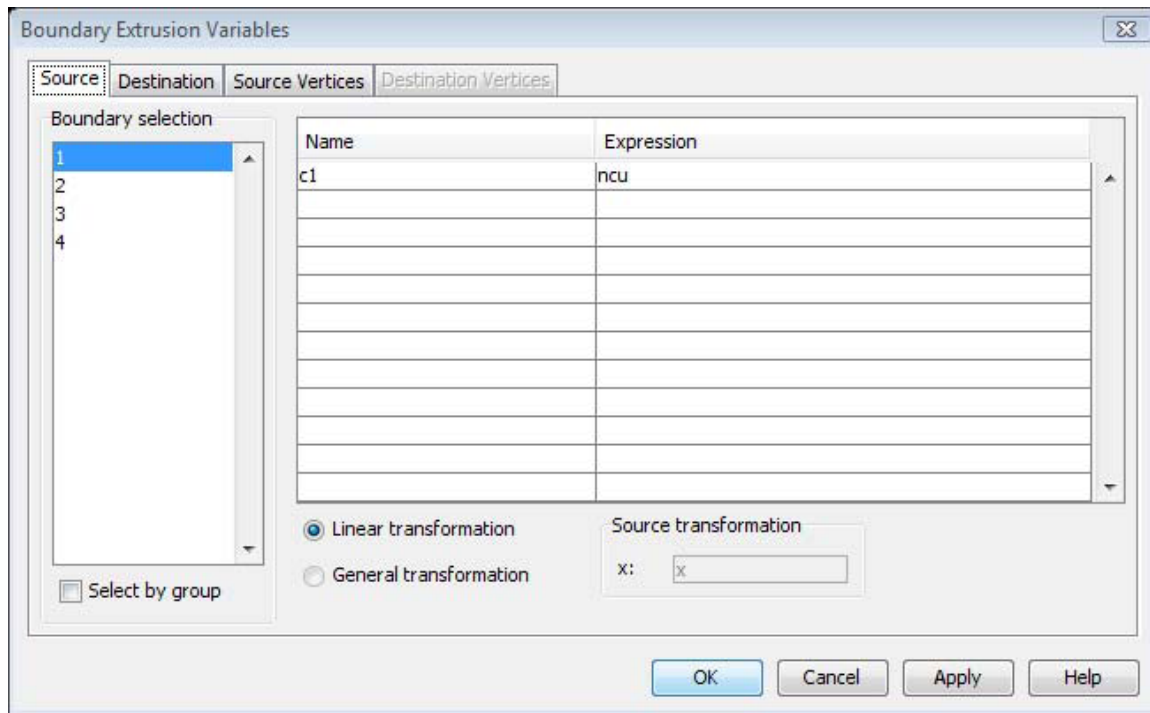 Boundary Extrusion Variables
Source Destination Source Vertices Destination Vertices
Boundary selection
1
2
3
4
Select by group
Name Expression
c1 ncu
Linear transformation
General transformation
Source transformation
x: x
OK Cancel Apply Help